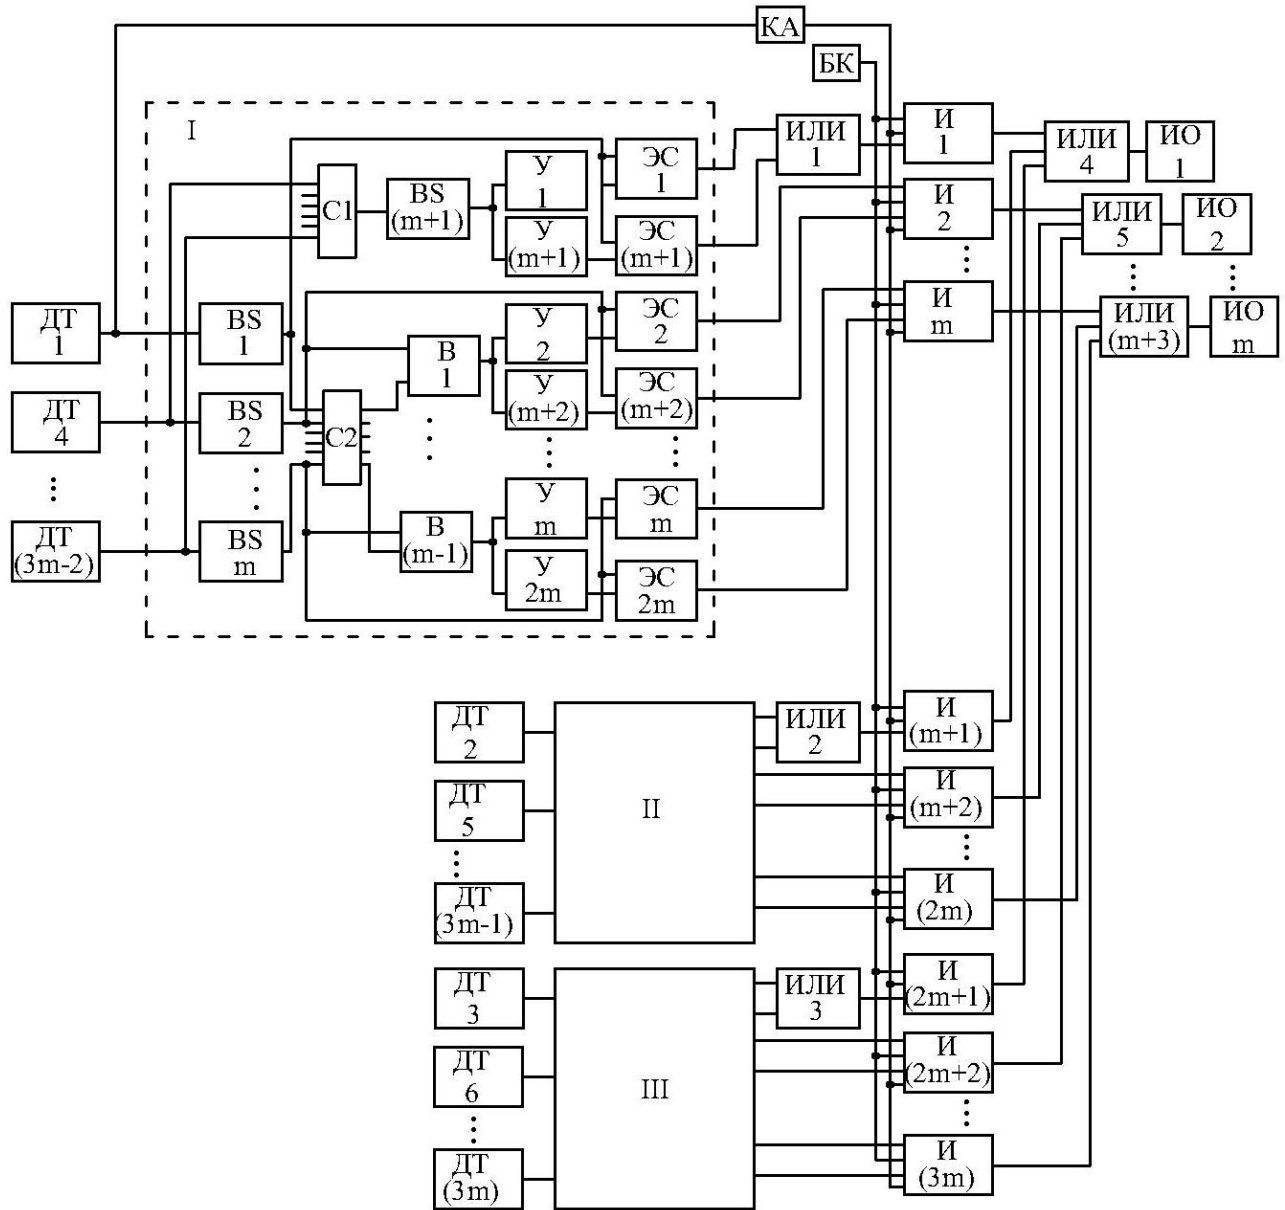 КА
БК
I
И
1
ИЛИ
1
ИЛИ
4
ИО
1
У
1
ЭС
1
С1
BS
(m+1)
И
2
ИЛИ
5
ИО
2
У
(m+1)
ЭС
(m+1)
И
m
ИЛИ
(m+3)
ИО
m
ДТ
1
BS
1
У
2
ЭС
2
В
1
ДТ
4
BS
2
С2
У
(m+2)
ЭС
(m+2)
У
m
ЭС
m
ДТ
(3m-2)
BS
m
В
(m-1)
У
2m
ЭС
2m
ДТ
2
ИЛИ
2
И
(m+1)
ДТ
5
II
И
(m+2)
ДТ
(3m-1)
И
(2m)
ДТ
3
ИЛИ
3
И
(2m+1)
ДТ
6
III
И
(2m+2)
ДТ
(3m)
И
(3m)